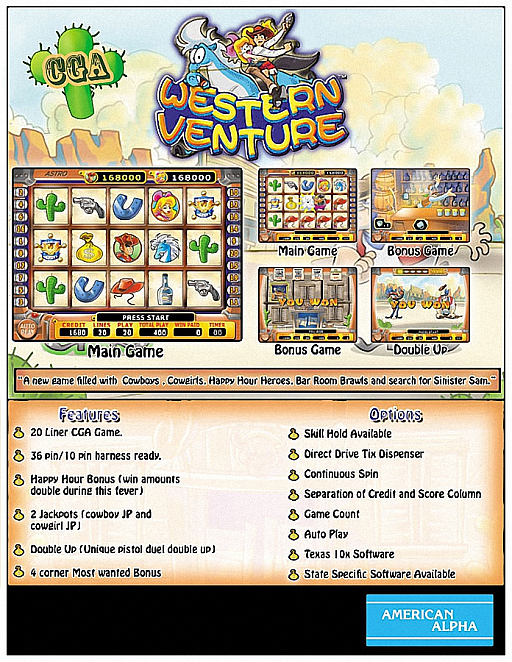 CGA
WESTERN
VENTURE
TM
ASTRO 168000 168000
PRESS START
CREDIT LINES PLAY TOTAL PLAY WIN PAID TIMER
1680 20 20 400 00
AUTO
PLAY
Main Game
Main Game
Bonus Game
YOU WON
Bonus Game
YOU WON
Double Up
"A new game filled with Cowboys , Cowgirls, Happy Hour Heroes, Bar Room Brawls and search for Sinister Sam."
Features
20 Liner CGA Game.
36 pin/10 pin harness ready.
Happy Hour Bonus (win amounts
double during this fever)
2 Jackpots (cowboy JP and
cowgirl JP)
Double Up (Unique pistol duel double up)
4 corner Most wanted Bonus
Options
Skill Hold Available
Direct Drive Tix Dispenser
Continuous Spin
Separation of Credit and Score Column
Game Count
Auto Play
Texas 10x Software
State Specific Software Available
AMERICAN
ALPHA